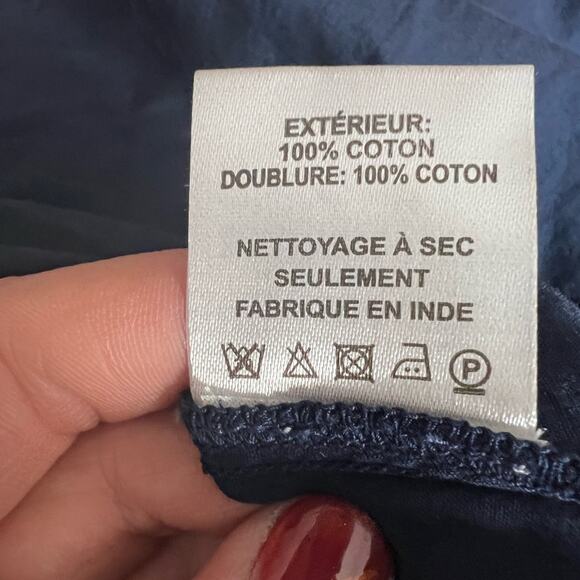 EXTÉRIEUR:
100% COTON
DOUBLURE: 100% COTON
NETTOYAGE À SEC
SEULEMENT
FABRIQUE EN INDE
P